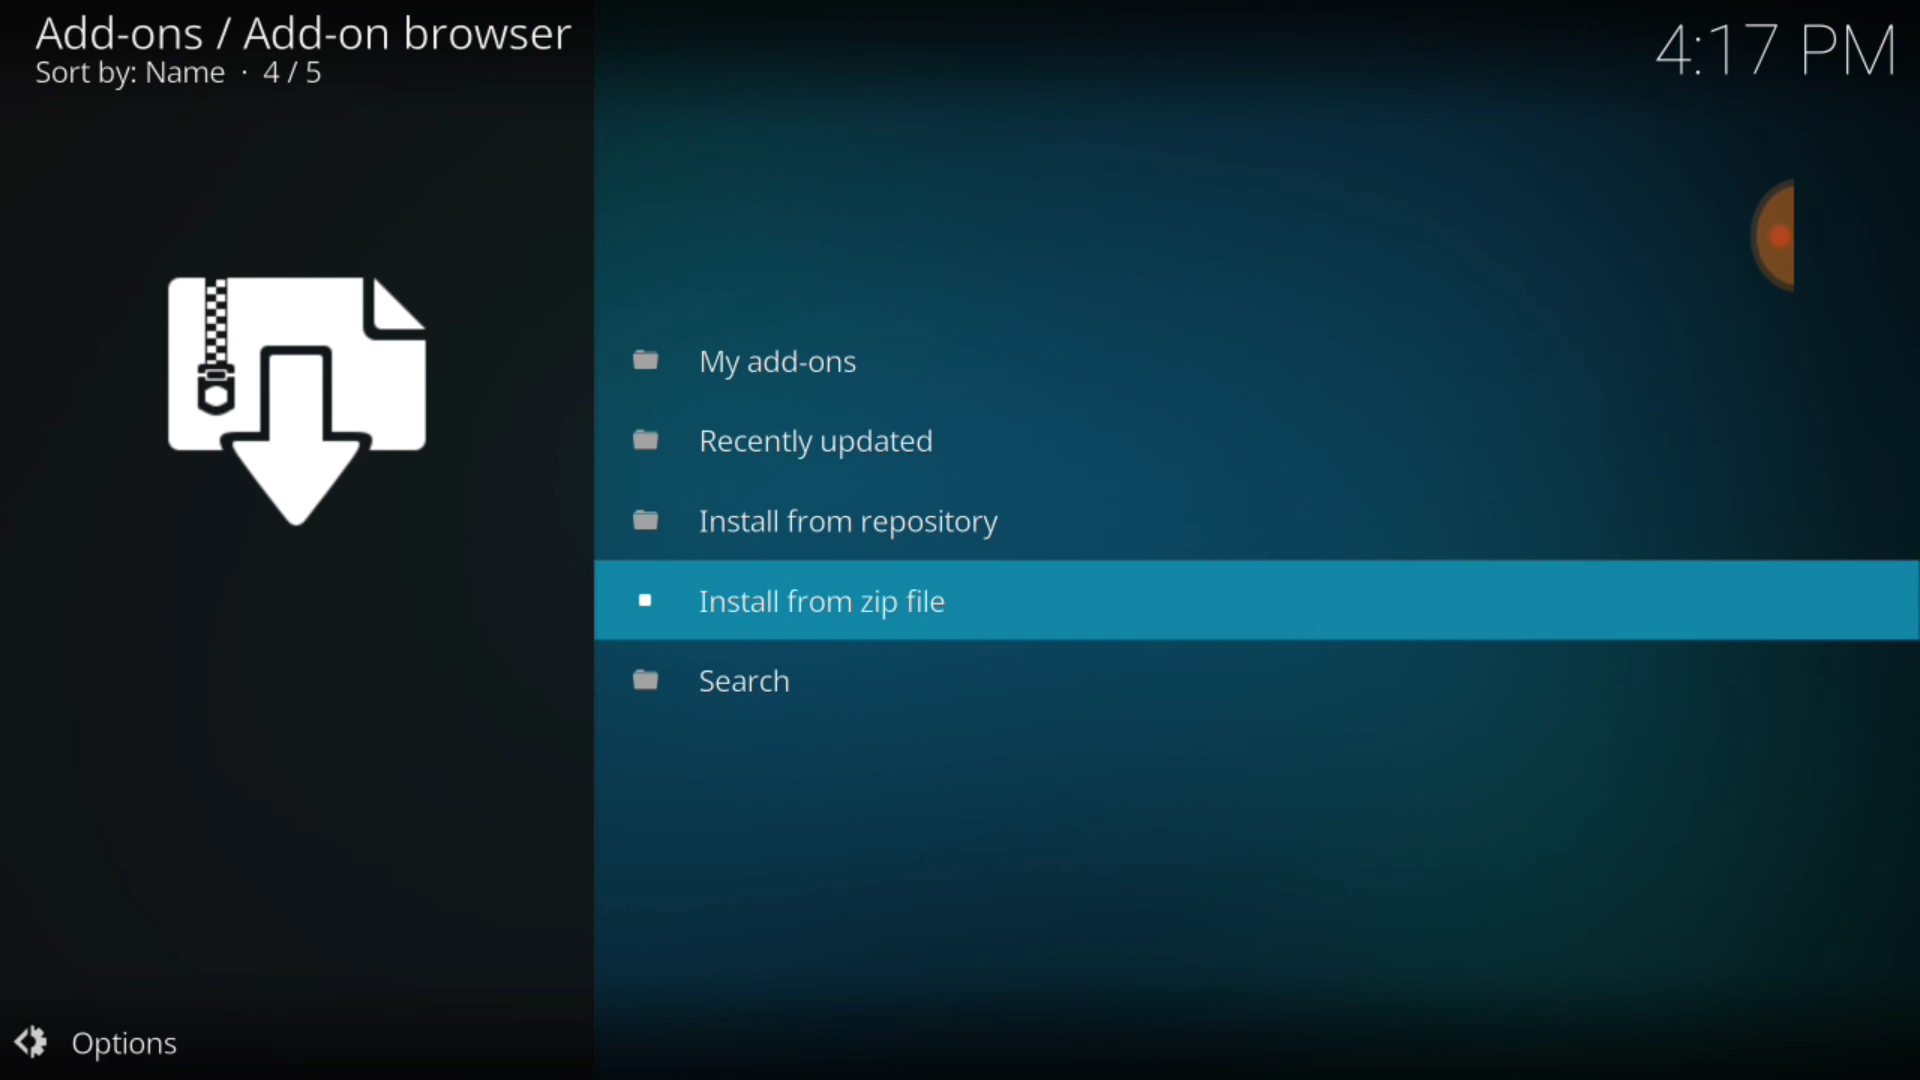 Add-ons / Add-on browser
Sort by: Name · 4 / 5
4:17 PM
My add-ons
Recently updated
Install from repository
Install from zip file
Search
Options